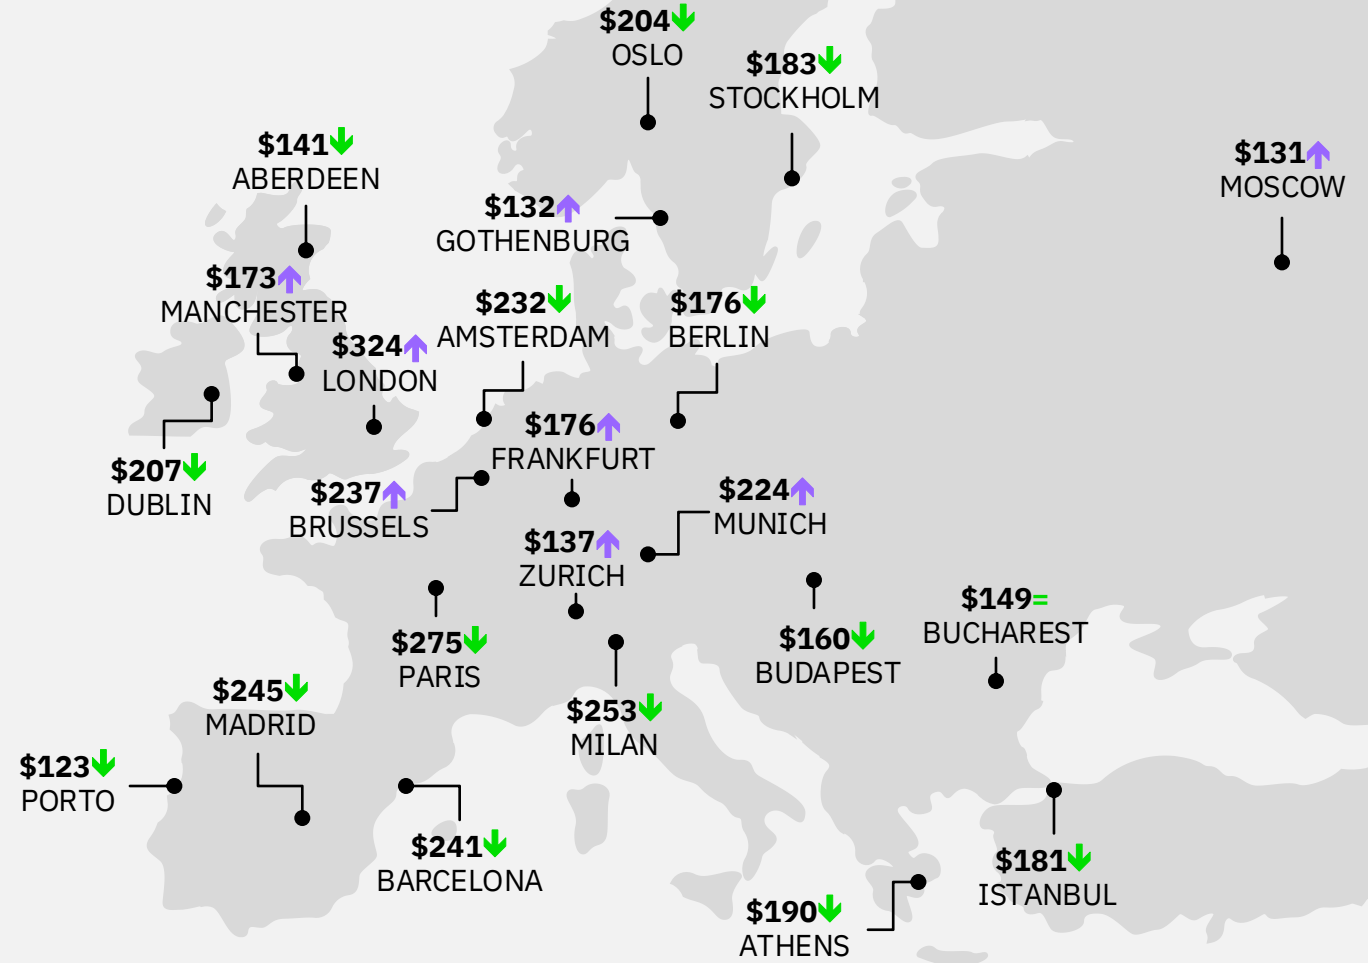 $204
OSLO
$183
STOCKHOLM
$141
ABERDEEN
$131
MOSCOW
$132
GOTHENBURG
$173
MANCHESTER
$232
AMSTERDAM
$176
BERLIN
$324
LONDON
$176
FRANKFURT
$207
DUBLIN
$237
BRUSSELS
$224
MUNICH
$137
ZURICH
$149=
BUCHAREST
$275
PARIS
$160
BUDAPEST
$245
MADRID
$253
MILAN
$123
PORTO
$241
BARCELONA
$181
ISTANBUL
$190
ATHENS